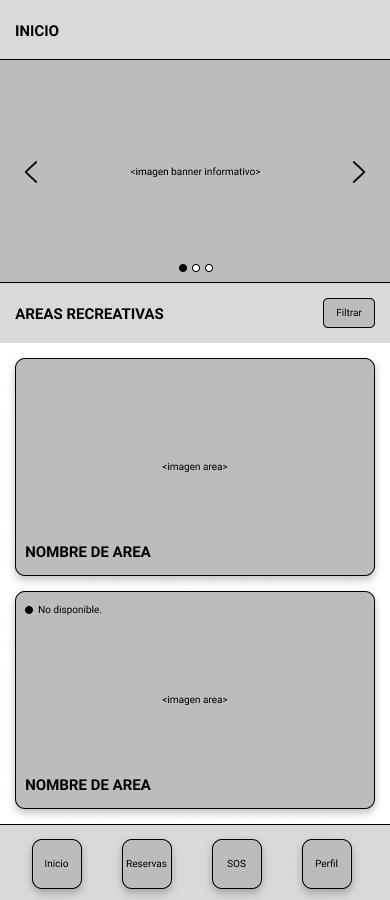 INICIO
<imagen banner informativo>
AREAS RECREATIVAS
Filtrar
<imagen area>
NOMBRE DE AREA
No disponible.
<imagen area>
NOMBRE DE AREA
Inicio
Reservas
SOS
Perfil